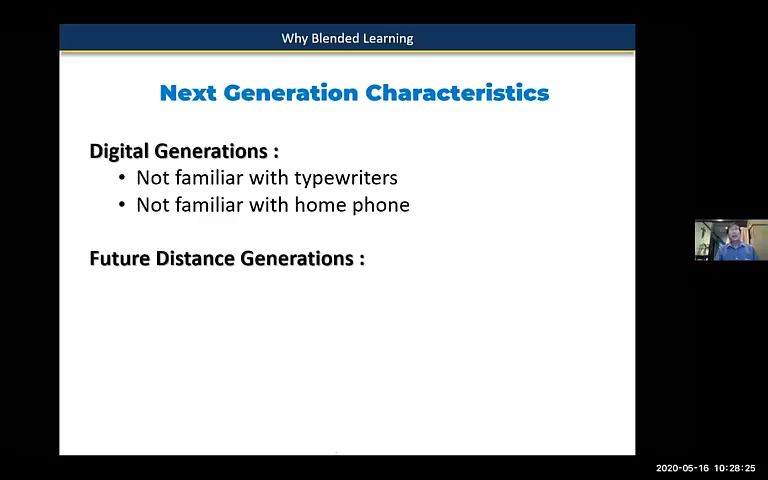 Why Blended Learning
Next Generation Characteristics
Digital Generations :
• Not familiar with typewriters
• Not familiar with home phone
Future Distance Generations :
2020-05-16 10:28:25